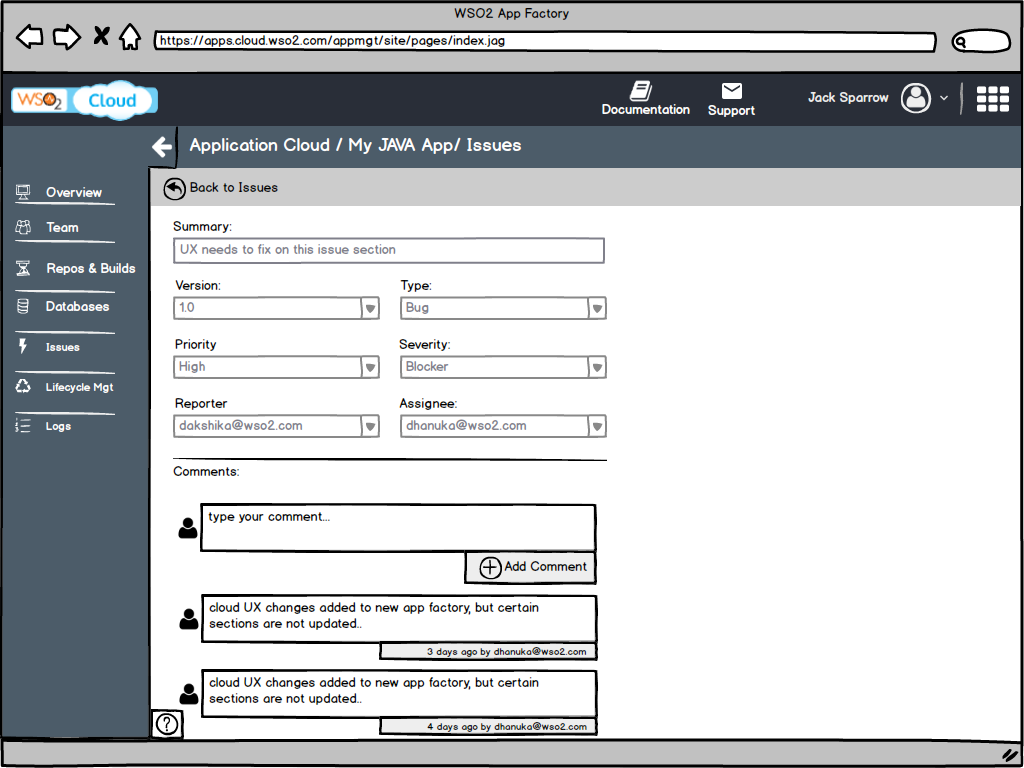 WSO2 App Factory
https://apps.cloud.wso2.com/appmgt/site/pages/index.jag
WSO2 Cloud
Documentation
Support
Jack Sparrow
Application Cloud / My JAVA App/ Issues
Back to Issues
Overview
Team
Repos & Builds
Databases
Issues
Lifecycle Mgt
Logs
Summary:
UX needs to fix on this issue section
Version:
Type:
1.0
Bug
Priority
Severity:
High
Blocker
Reporter
Assignee:
dakshika@wso2.com
dhanuka@wso2.com
Comments:
type your comment...
Add Comment
cloud UX changes added to new app factory, but certain
sections are not updated..
3 days ago by dhanuka@wso2.com
cloud UX changes added to new app factory, but certain
sections are not updated..
4 days ago by dhanuka@wso2.com
?